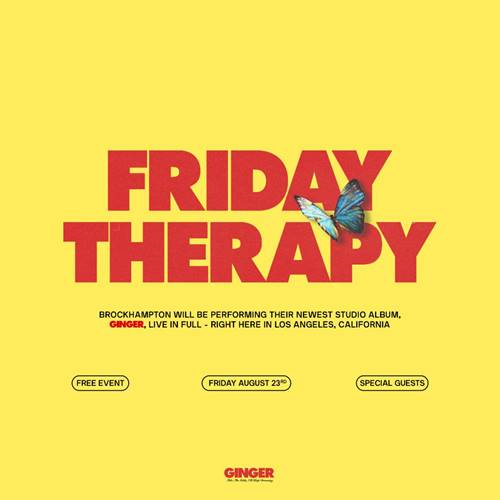 FRIDAY
THERAPY
BROCKHAMPTON WILL BE PERFORMING THEIR NEWEST STUDIO ALBUM,
GINGER, LIVE IN FULL - RIGHT HERE IN LOS ANGELES, CALIFORNIA
FREE EVENT
FRIDAY AUGUST 23RD
SPECIAL GUESTS
GINGER